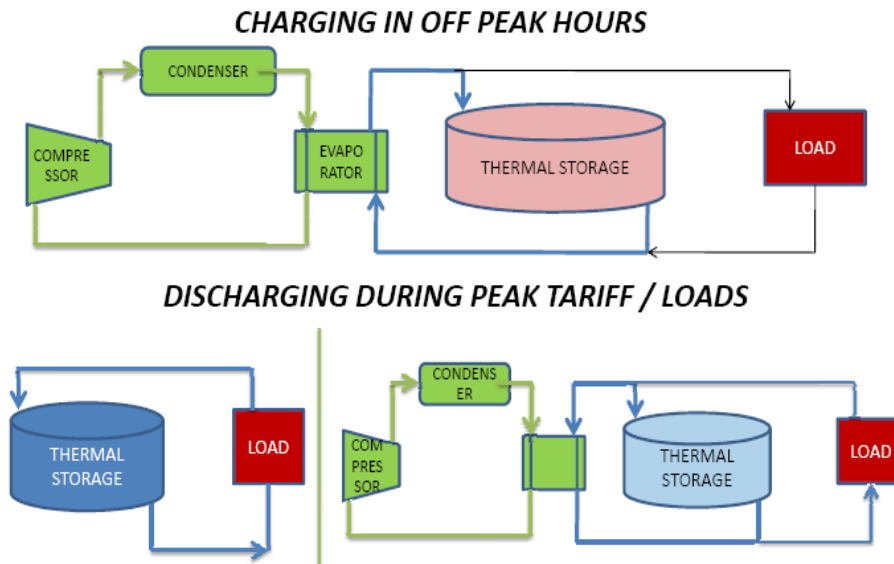 CHARGING IN OFF PEAK HOURS
CONDENSER
COMPRE
SSOR
EVAPO
RATOR
THERMAL STORAGE
LOAD
DISCHARGING DURING PEAK TARIFF / LOADS
THERMAL
STORAGE
LOAD
CONDENS
ER
COM
PRES
SOR
THERMAL
STORAGE
LOAD